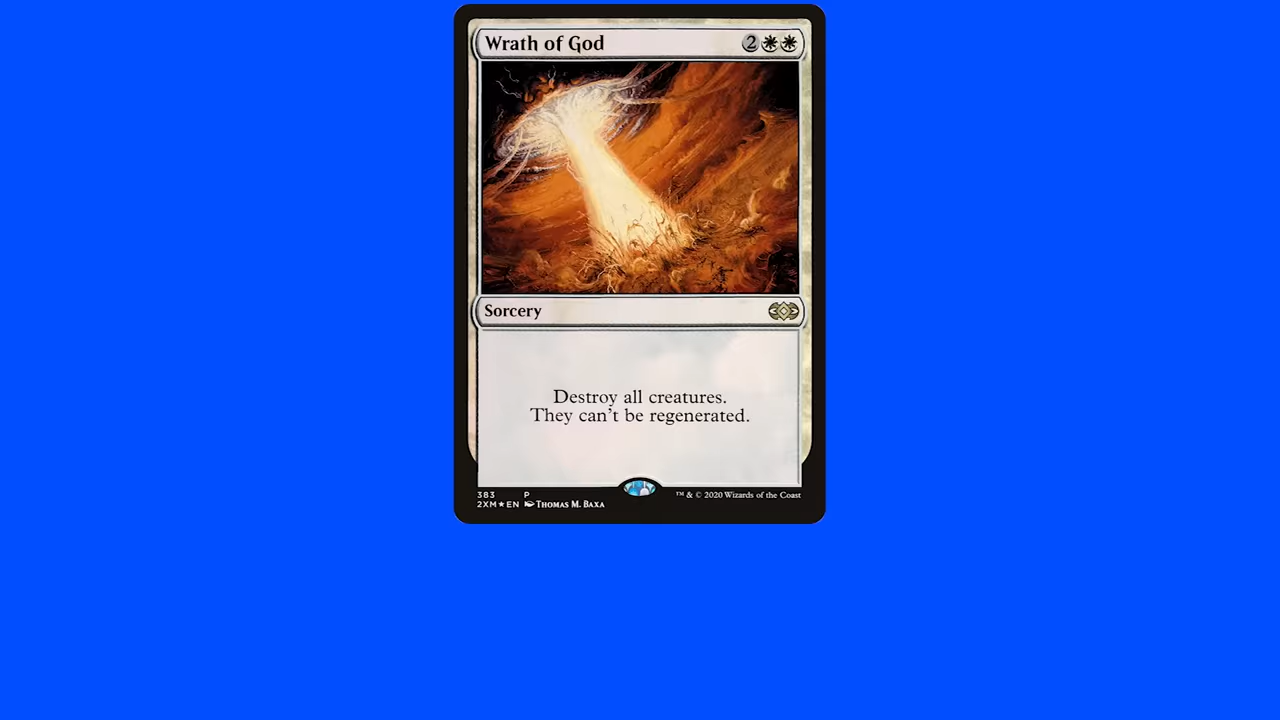 Wrath of God 2
Sorcery
Destroy all creatures.
They can't be regenerated.
383 P
2XM★EN Thomas M. Baxa
™ & © 2020 Wizards of the Coast